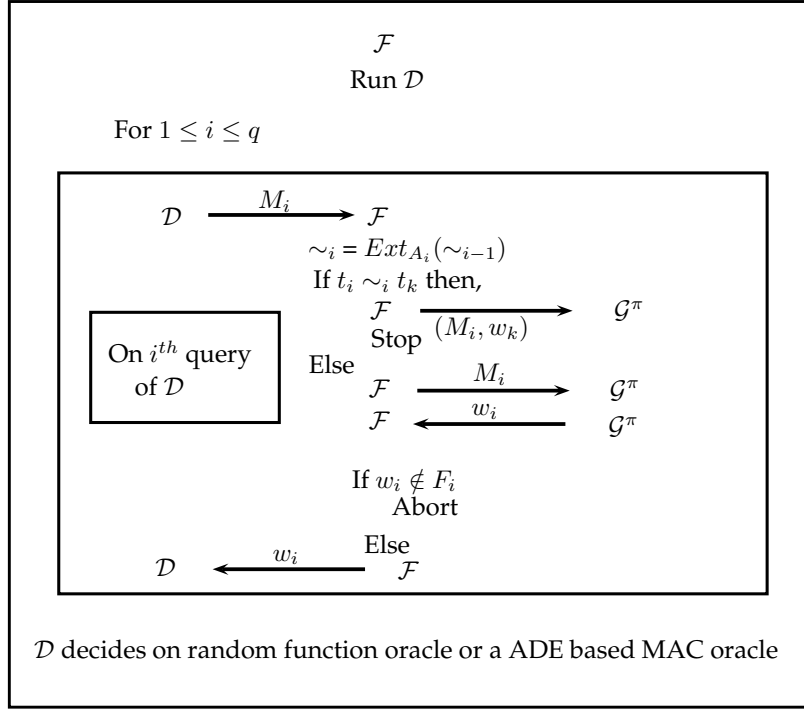 𝓕
Run 𝓓
For 1 ≤ i ≤ q
𝓓 M_i 𝓕
∼_i = Ext_{A_i}(∼_{i−1})
If t_i ∼_i t_k then,
𝓕 (M_i, w_k) 𝓖^π
Stop
On i^{th} query
of 𝓓
Else
𝓕 M_i 𝓖^π
𝓕 w_i 𝓖^π
If w_i ∉ F_i
Abort
Else
𝓓 w_i 𝓕
𝓓 decides on random function oracle or a ADE based MAC oracle